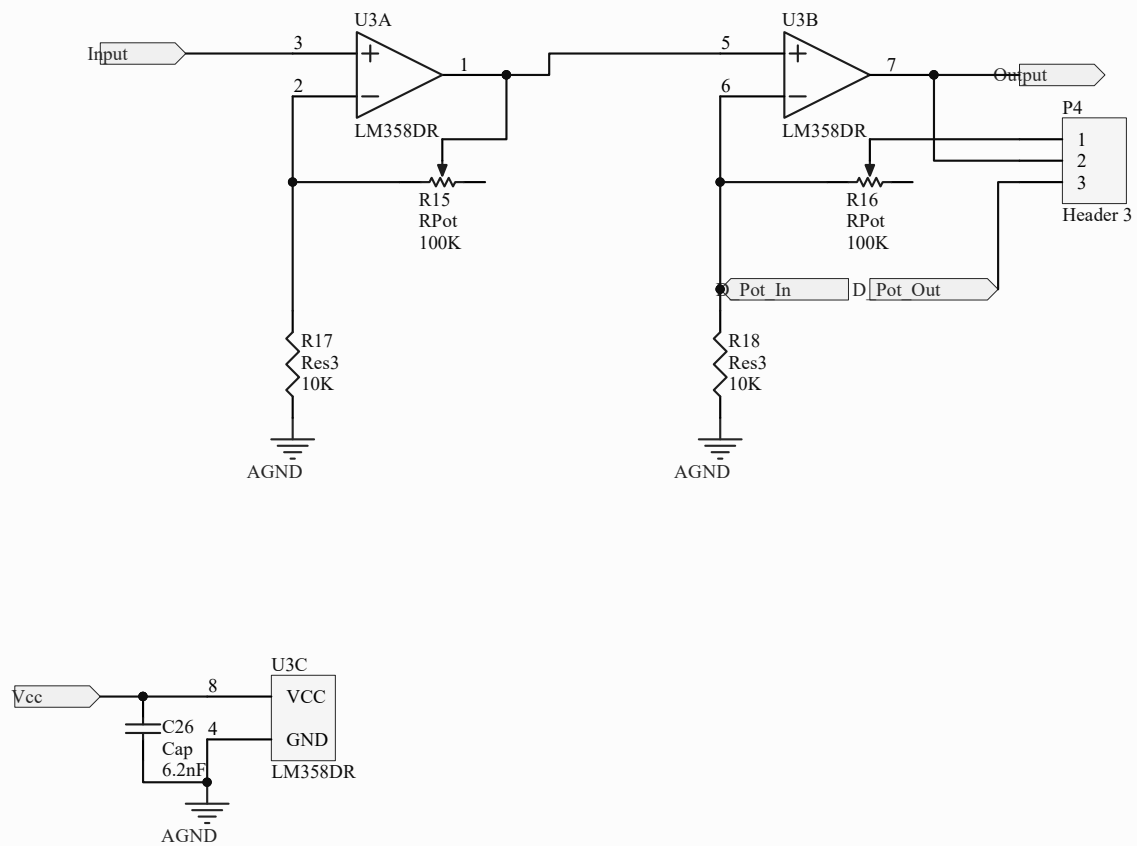 U3A
U3B
Input
3
1
5
7
Output
2
6
LM358DR
LM358DR
P4
1
2
3
Header 3
R15
RPot
100K
R16
RPot
100K
D_Pot_In
D_Pot_Out
R17
Res3
10K
R18
Res3
10K
AGND
AGND
U3C
Vcc
8
VCC
C26
Cap
6.2nF
4
GND
LM358DR
AGND